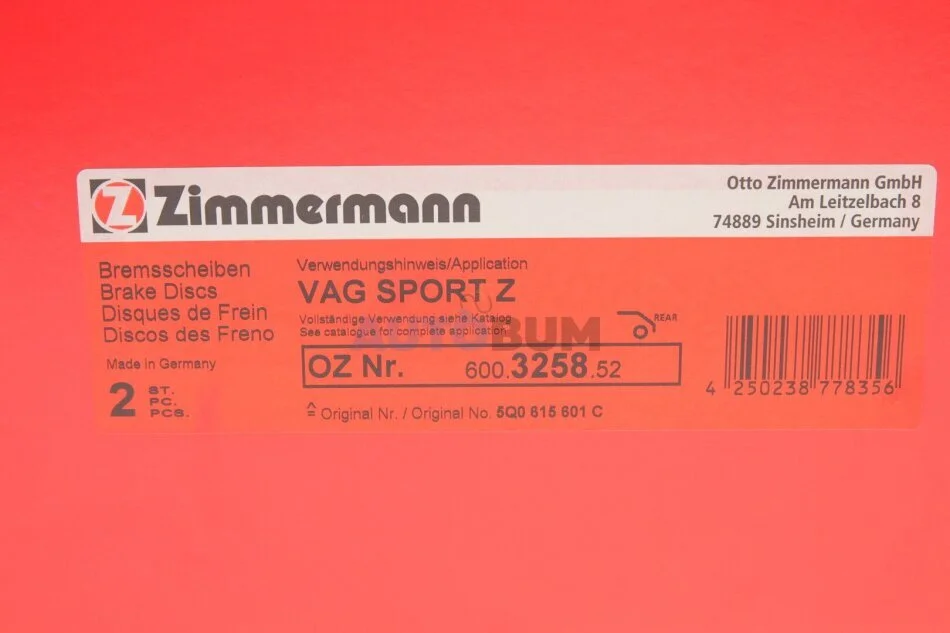 Z Zimmermann
Otto Zimmermann GmbH
Am Leitzelbach 8
74889 Sinsheim / Germany
Bremsscheiben
Brake Discs
Disques de Frein
Discos des Freno
Made in Germany
2 ST.
PC.
PCS.
Verwendungshinweis/Application
VAG SPORT Z
Vollständige Verwendung siehe Katalog
See catalogue for complete application
REAR
AUTOBUM
OZ Nr. 600.3258.52
≙ Original Nr. / Original No. 5Q0 615 601 C
4 250238 778356